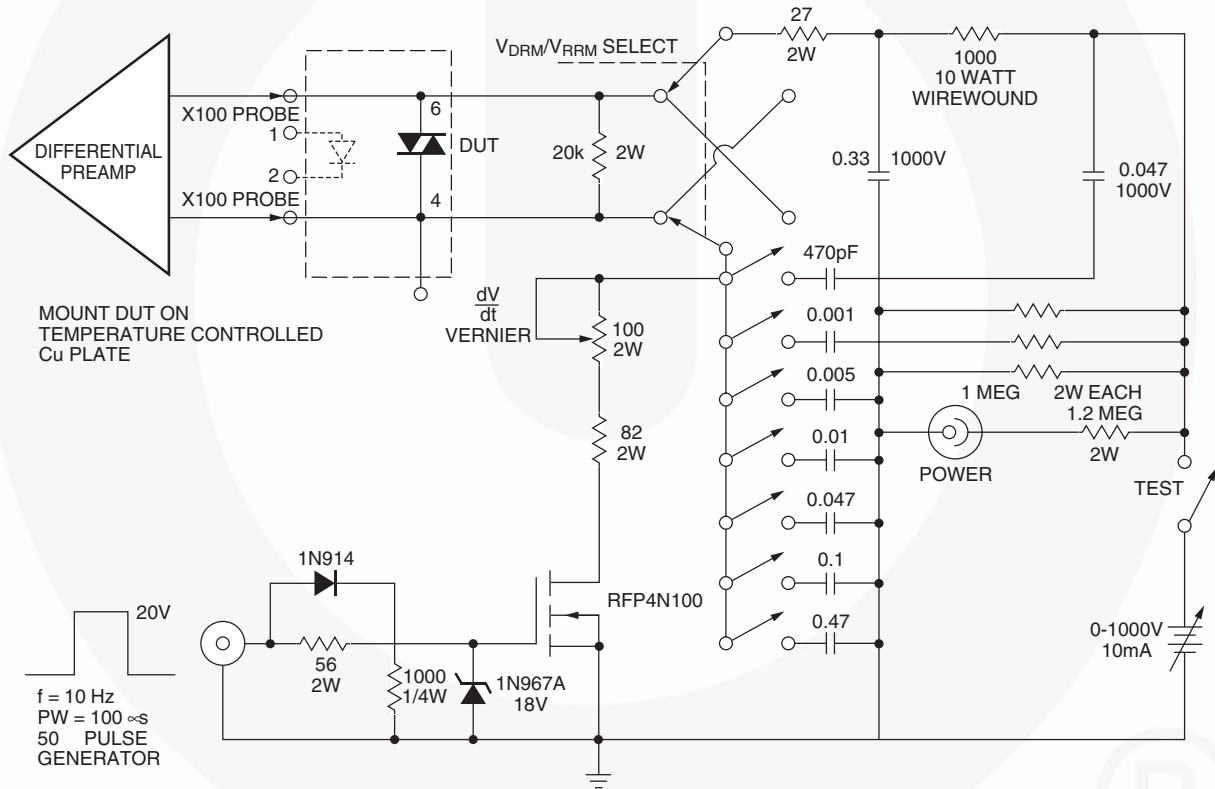 27
2W
VDRM/VRRM SELECT
1000
10 WATT
WIREWOUND
X100 PROBE
6
DUT
1
DIFFERENTIAL
PREAMP
20k
2W
0.33
1000V
0.047
1000V
2
X100 PROBE
4
470pF
MOUNT DUT ON
TEMPERATURE CONTROLLED
Cu PLATE
dV
dt
VERNIER
100
2W
0.001
0.005
1 MEG
2W EACH
1.2 MEG
2W
82
2W
0.01
POWER
TEST
0.047
1N914
RFP4N100
0.1
20V
0.47
0-1000V
10mA
56
2W
1000
1/4W
1N967A
18V
f = 10 Hz
PW = 100 ∝s
50 PULSE
GENERATOR
®